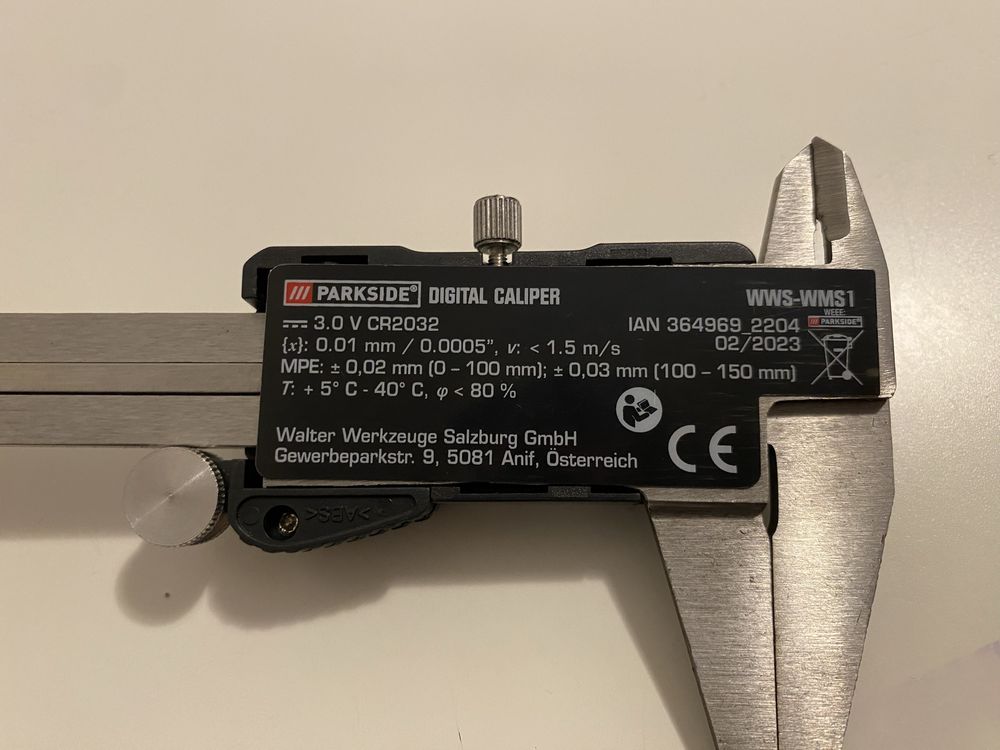 /// PARKSIDE® DIGITAL CALIPER
WWS-WMS1
WEEE:
/// PARKSIDE®
3.0 V CR2032
IAN 364969_2204
{x}: 0.01 mm / 0.0005”, v: < 1.5 m/s
02/2023
MPE: ± 0,02 mm (0 – 100 mm); ± 0,03 mm (100 – 150 mm)
T: + 5° C - 40° C, φ < 80 %
Walter Werkzeuge Salzburg GmbH
Gewerbeparkstr. 9, 5081 Anif, Österreich
CE
>ABS<